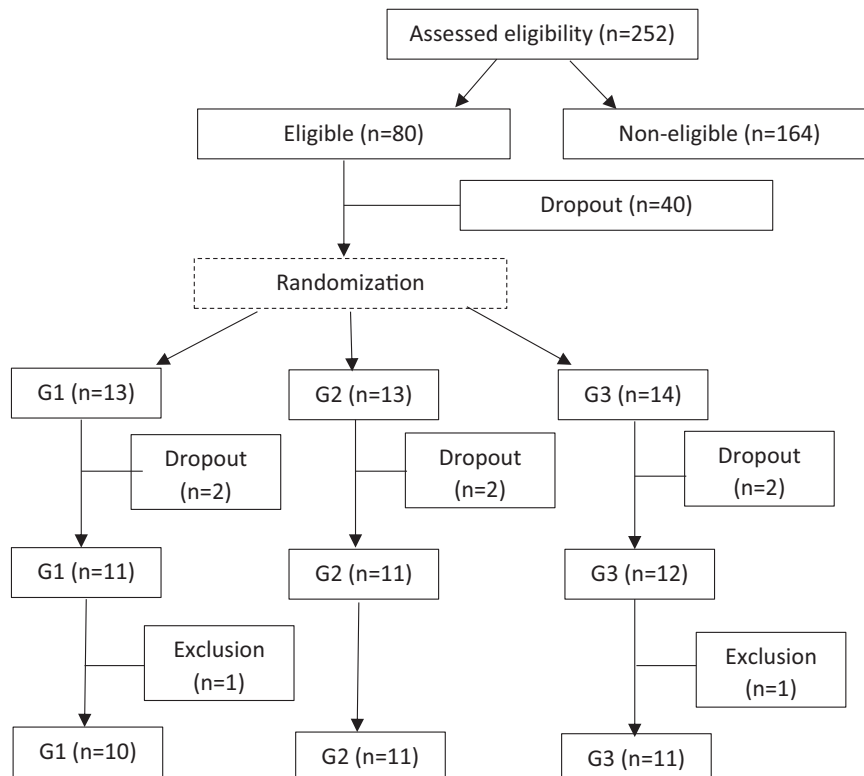 Assessed eligibility (n=252)
Eligible (n=80)
Non-eligible (n=164)
Dropout (n=40)
Randomization
G1 (n=13)
G2 (n=13)
G3 (n=14)
Dropout
(n=2)
Dropout
(n=2)
Dropout
(n=2)
G1 (n=11)
G2 (n=11)
G3 (n=12)
Exclusion
(n=1)
Exclusion
(n=1)
G1 (n=10)
G2 (n=11)
G3 (n=11)